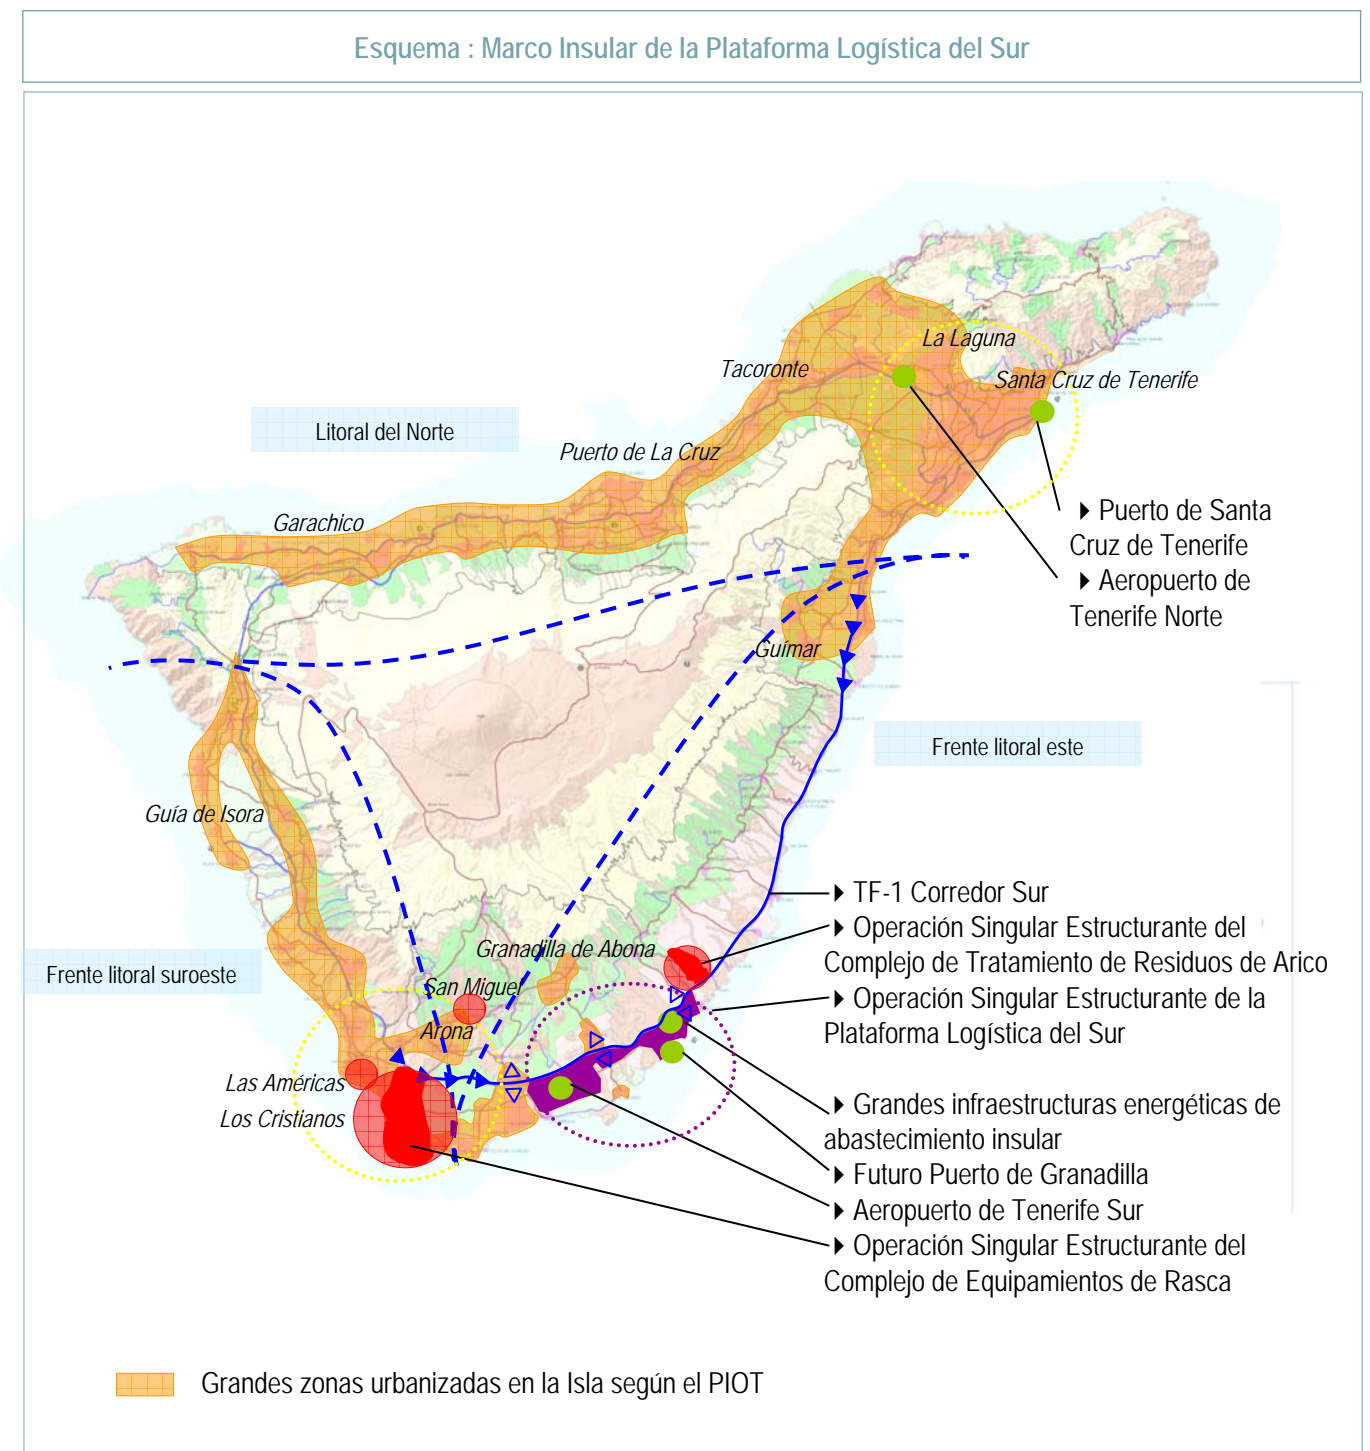 Esquema : Marco Insular de la Plataforma Logística del Sur
La Laguna
Tacoronte
Santa Cruz de Tenerife
Litoral del Norte
Puerto de La Cruz
Garachico
Puerto de Santa
Cruz de Tenerife
Aeropuerto de
Tenerife Norte
Guímar
Frente litoral este
Guía de Isora
TF-1 Corredor Sur
Operación Singular Estructurante del
Complejo de Tratamiento de Residuos de Arico
Granadilla de Abona
Frente litoral suroeste
San Miguel
Operación Singular Estructurante de la
Plataforma Logística del Sur
Arona
Las Américas
Los Cristianos
Grandes infraestructuras energéticas de
abastecimiento insular
Futuro Puerto de Granadilla
Aeropuerto de Tenerife Sur
Operación Singular Estructurante del
Complejo de Equipamientos de Rasca
Grandes zonas urbanizadas en la Isla según el PIOT